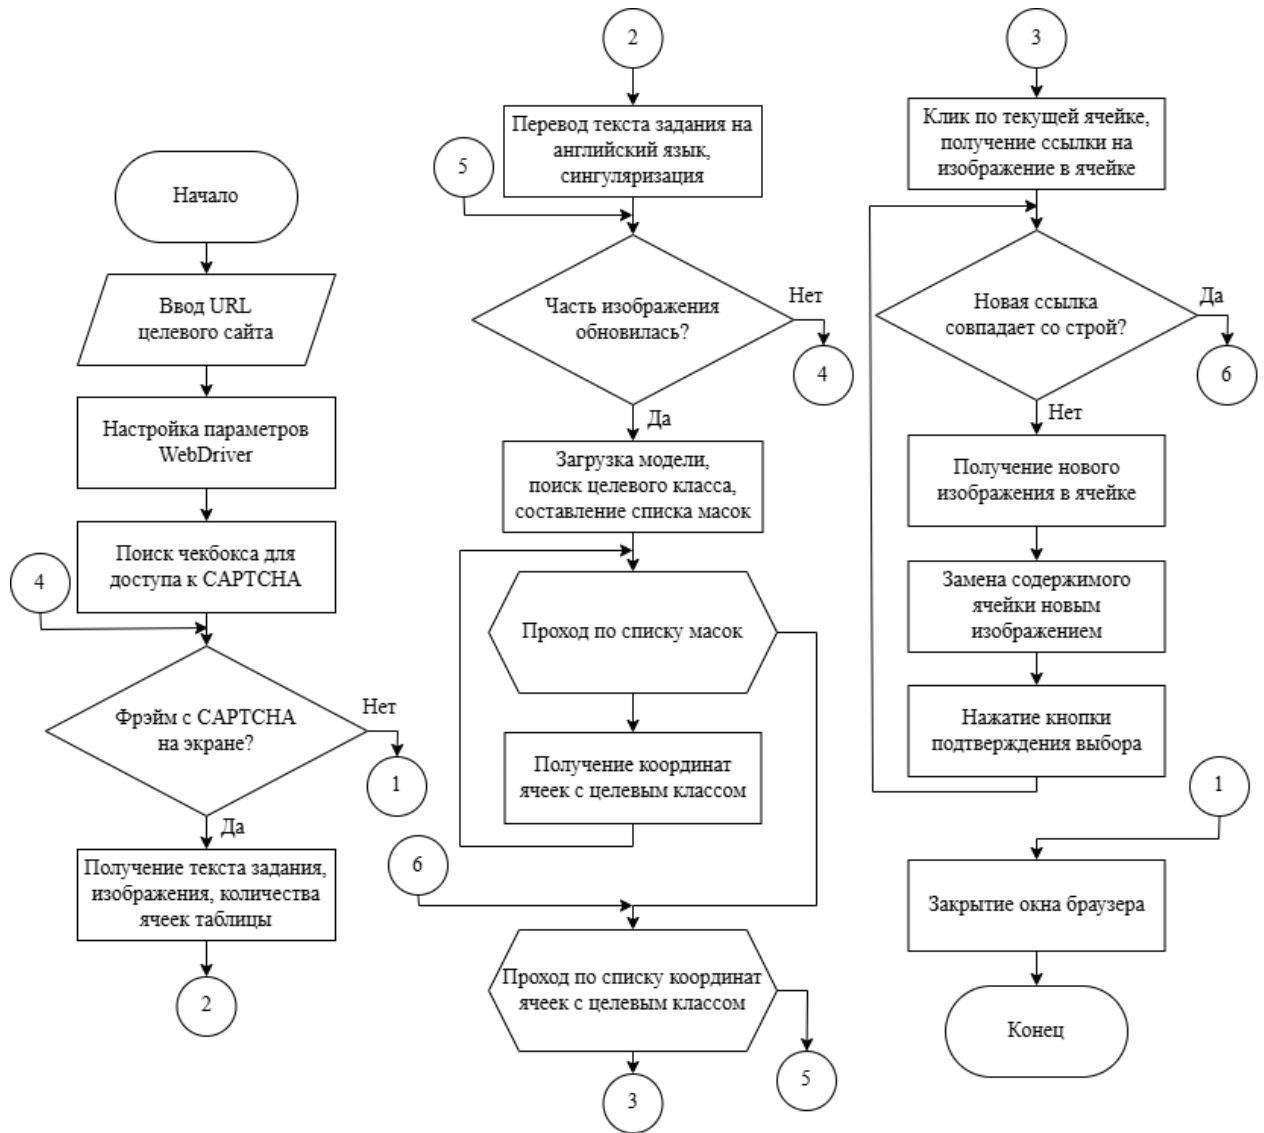 Начало
Ввод URL
целевого сайта
Настройка параметров
WebDriver
Поиск чекбокса для
доступа к CAPTCHA
4
Фрэйм с CAPTCHA
на экране?
Нет
1
Да
Получение текста задания,
изображения, количества
ячеек таблицы
2
2
Перевод текста задания на
английский язык,
сингуляризация
5
Часть изображения
обновилась?
Нет
4
Да
Загрузка модели,
поиск целевого класса,
составление списка масок
Проход по списку масок
Получение координат
ячеек с целевым классом
6
Проход по списку координат
ячеек с целевым классом
5
3
3
Клик по текущей ячейке,
получение ссылки на
изображение в ячейке
Новая ссылка
совпадает со строй?
Да
6
Нет
Получение нового
изображения в ячейке
Замена содержимого
ячейки новым
изображением
Нажатие кнопки
подтверждения выбора
1
Закрытие окна браузера
Конец